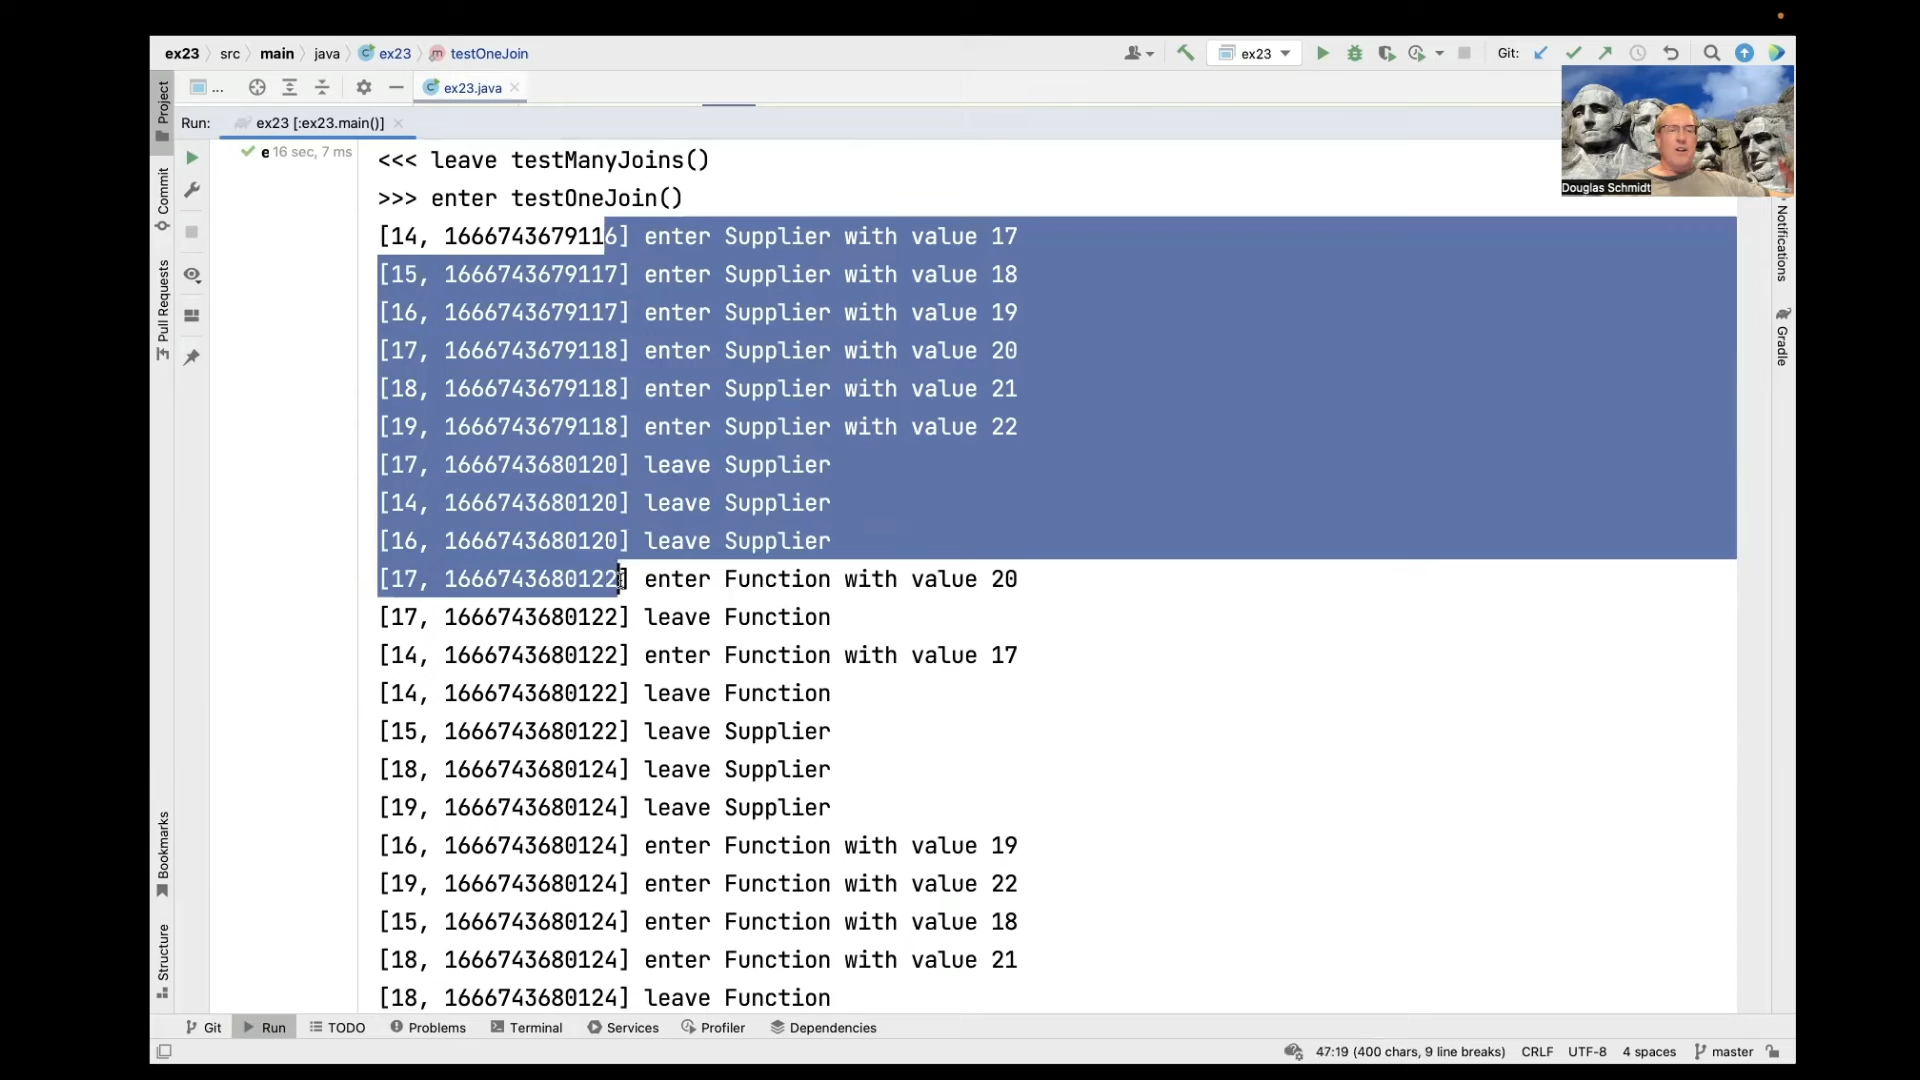 ex23 src main java ex23 testOneJoin ex23 Git:
... ex23.java
Run: ex23 [:ex23.main()]
e 16 sec, 7 ms
<<< leave testManyJoins()
>>> enter testOneJoin()
[14, 1666743679116] enter Supplier with value 17
[15, 1666743679117] enter Supplier with value 18
[16, 1666743679117] enter Supplier with value 19
[17, 1666743679118] enter Supplier with value 20
[18, 1666743679118] enter Supplier with value 21
[19, 1666743679118] enter Supplier with value 22
[17, 1666743680120] leave Supplier
[14, 1666743680120] leave Supplier
[16, 1666743680120] leave Supplier
[17, 1666743680122] enter Function with value 20
[17, 1666743680122] leave Function
[14, 1666743680122] enter Function with value 17
[14, 1666743680122] leave Function
[15, 1666743680122] leave Supplier
[18, 1666743680124] leave Supplier
[19, 1666743680124] leave Supplier
[16, 1666743680124] enter Function with value 19
[19, 1666743680124] enter Function with value 22
[15, 1666743680124] enter Function with value 18
[18, 1666743680124] enter Function with value 21
[18, 1666743680124] leave Function
Project
Commit
Pull Requests
Bookmarks
Structure
Douglas Schmidt
Notifications
Gradle
Git Run TODO Problems Terminal Services Profiler Dependencies
47:19 (400 chars, 9 line breaks) CRLF UTF-8 4 spaces master